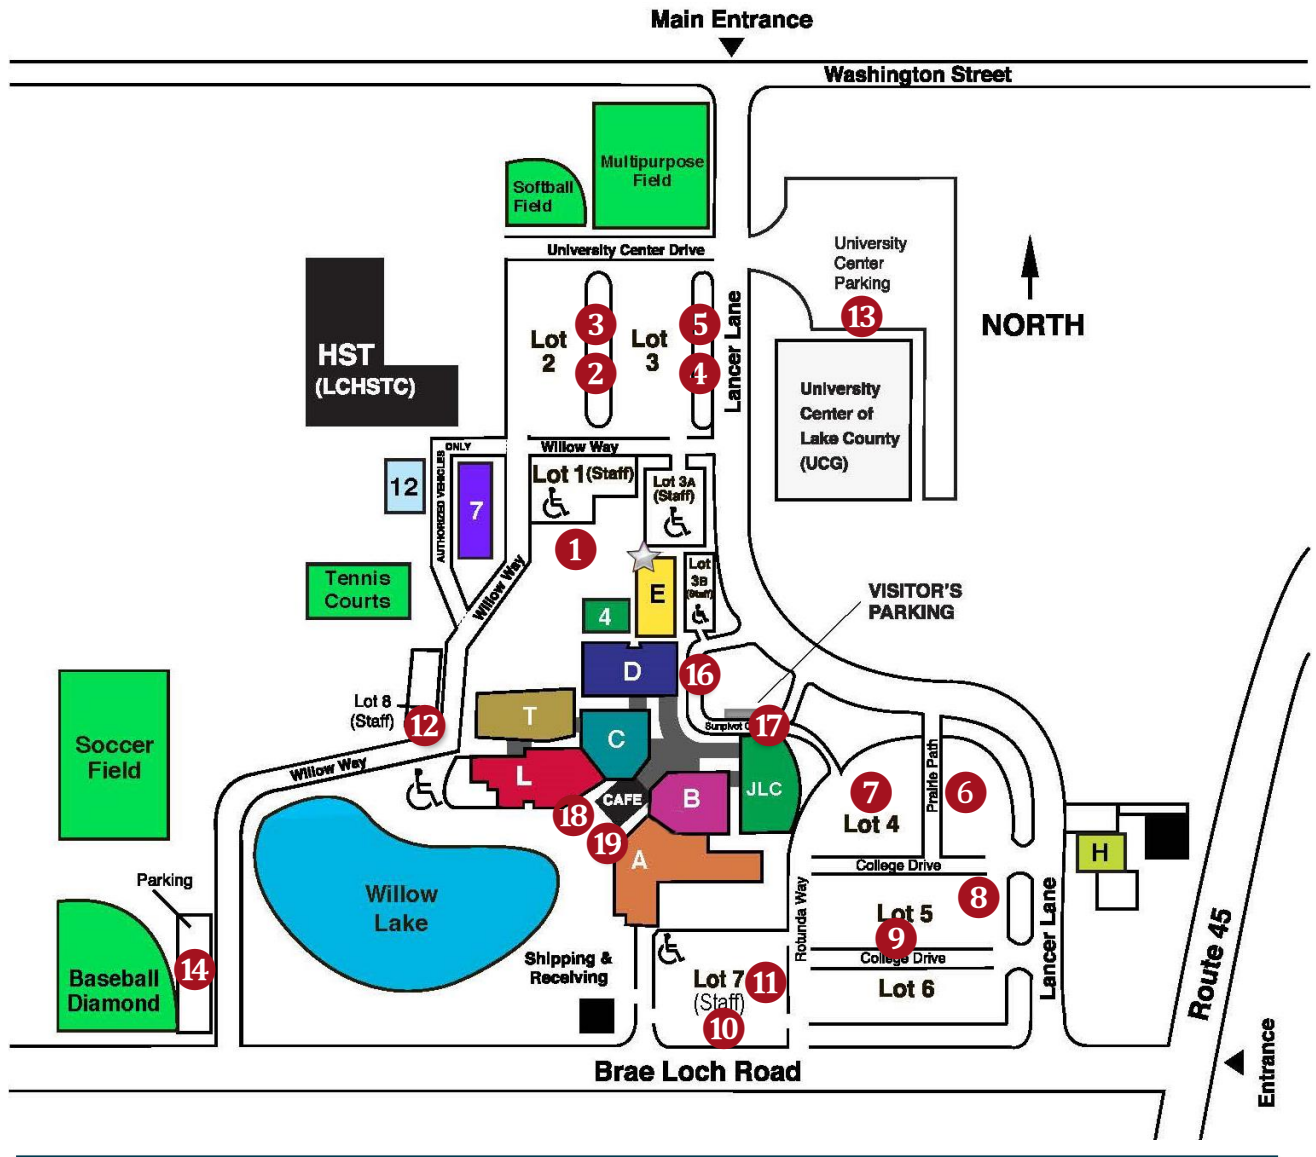 Main Entrance
Washington Street
Multipurpose
Field
Softball
Field
University Center Drive
University
Center
Parking
13
NORTH
HST
(LCHSTC)
Lot
2
3
2
Lot
3
5
4
Lancer Lane
University
Center of
Lake County
(UCG)
Willow Way
ONLY
AUTHORIZED VEHICLES
12
7
Lot 1 (Staff)
Lot 3A
(Staff)
1
Lot
3B
(Staff)
E
4
Willow Way
Tennis
Courts
VISITOR'S
PARKING
D
16
Lot 8
(Staff)
12
T
C
17
Soccer
Field
Willow Way
L
CAFE
B
JLC
7
Lot 4
Prairie Path
6
18
19
A
H
College Drive
Parking
Willow
Lake
Rotunda Way
8
Lot 5
9
College Drive
Lancer Lane
Route 45
Baseball
Diamond
14
Shipping &
Receiving
Lot 7
(Staff)
11
10
Lot 6
Brae Loch Road
Entrance